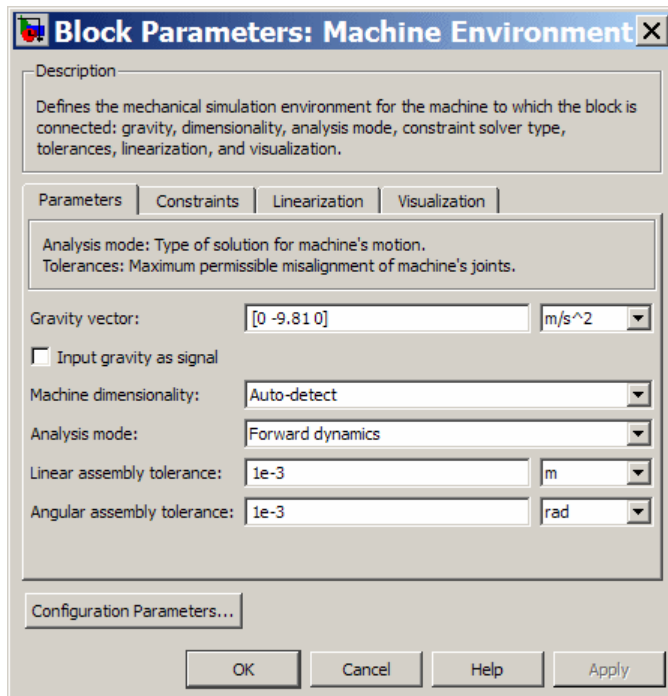 Block Parameters: Machine Environment
Description
Defines the mechanical simulation environment for the machine to which the block is
connected: gravity, dimensionality, analysis mode, constraint solver type,
tolerances, linearization, and visualization.
Parameters Constraints Linearization Visualization
Analysis mode: Type of solution for machine's motion.
Tolerances: Maximum permissible misalignment of machine's joints.
Gravity vector: [0 -9.81 0] m/s^2
Input gravity as signal
Machine dimensionality: Auto-detect
Analysis mode: Forward dynamics
Linear assembly tolerance: 1e-3 m
Angular assembly tolerance: 1e-3 rad
Configuration Parameters...
OK Cancel Help Apply